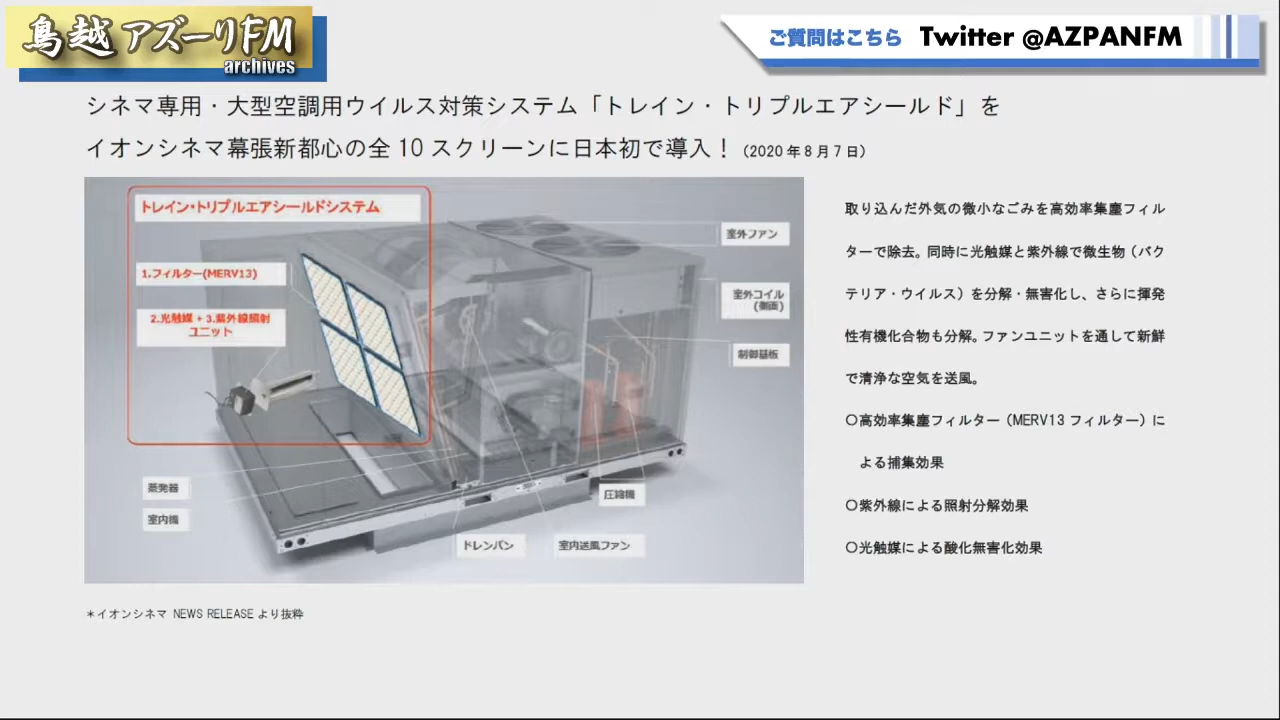 鳥越アズーリFM
archives
ご質問はこちら Twitter @AZPANFM
シネマ専用・大型空調用ウイルス対策システム「トレイン・トリプルエアシールド」を
イオンシネマ幕張新都心の全 10 スクリーンに日本初で導入！（2020 年 8 月 7 日）
トレイン・トリプルエアシールドシステム
1.フィルター(MERV13)
2.光触媒 + 3.紫外線照射
ユニット
室外ファン
室外コイル
(側面)
制御基板
蒸発器
室内機
圧縮機
ドレンパン
室内送風ファン
取り込んだ外気の微小なごみを高効率集塵フィル
ターで除去。同時に光触媒と紫外線で微生物（バク
テリア・ウイルス）を分解・無害化し、さらに揮発
性有機化合物も分解。ファンユニットを通して新鮮
で清浄な空気を送風。
○高効率集塵フィルター（MERV13 フィルター）に
よる捕集効果
○紫外線による照射分解効果
○光触媒による酸化無害化効果
＊イオンシネマ NEWS RELEASE より抜粋